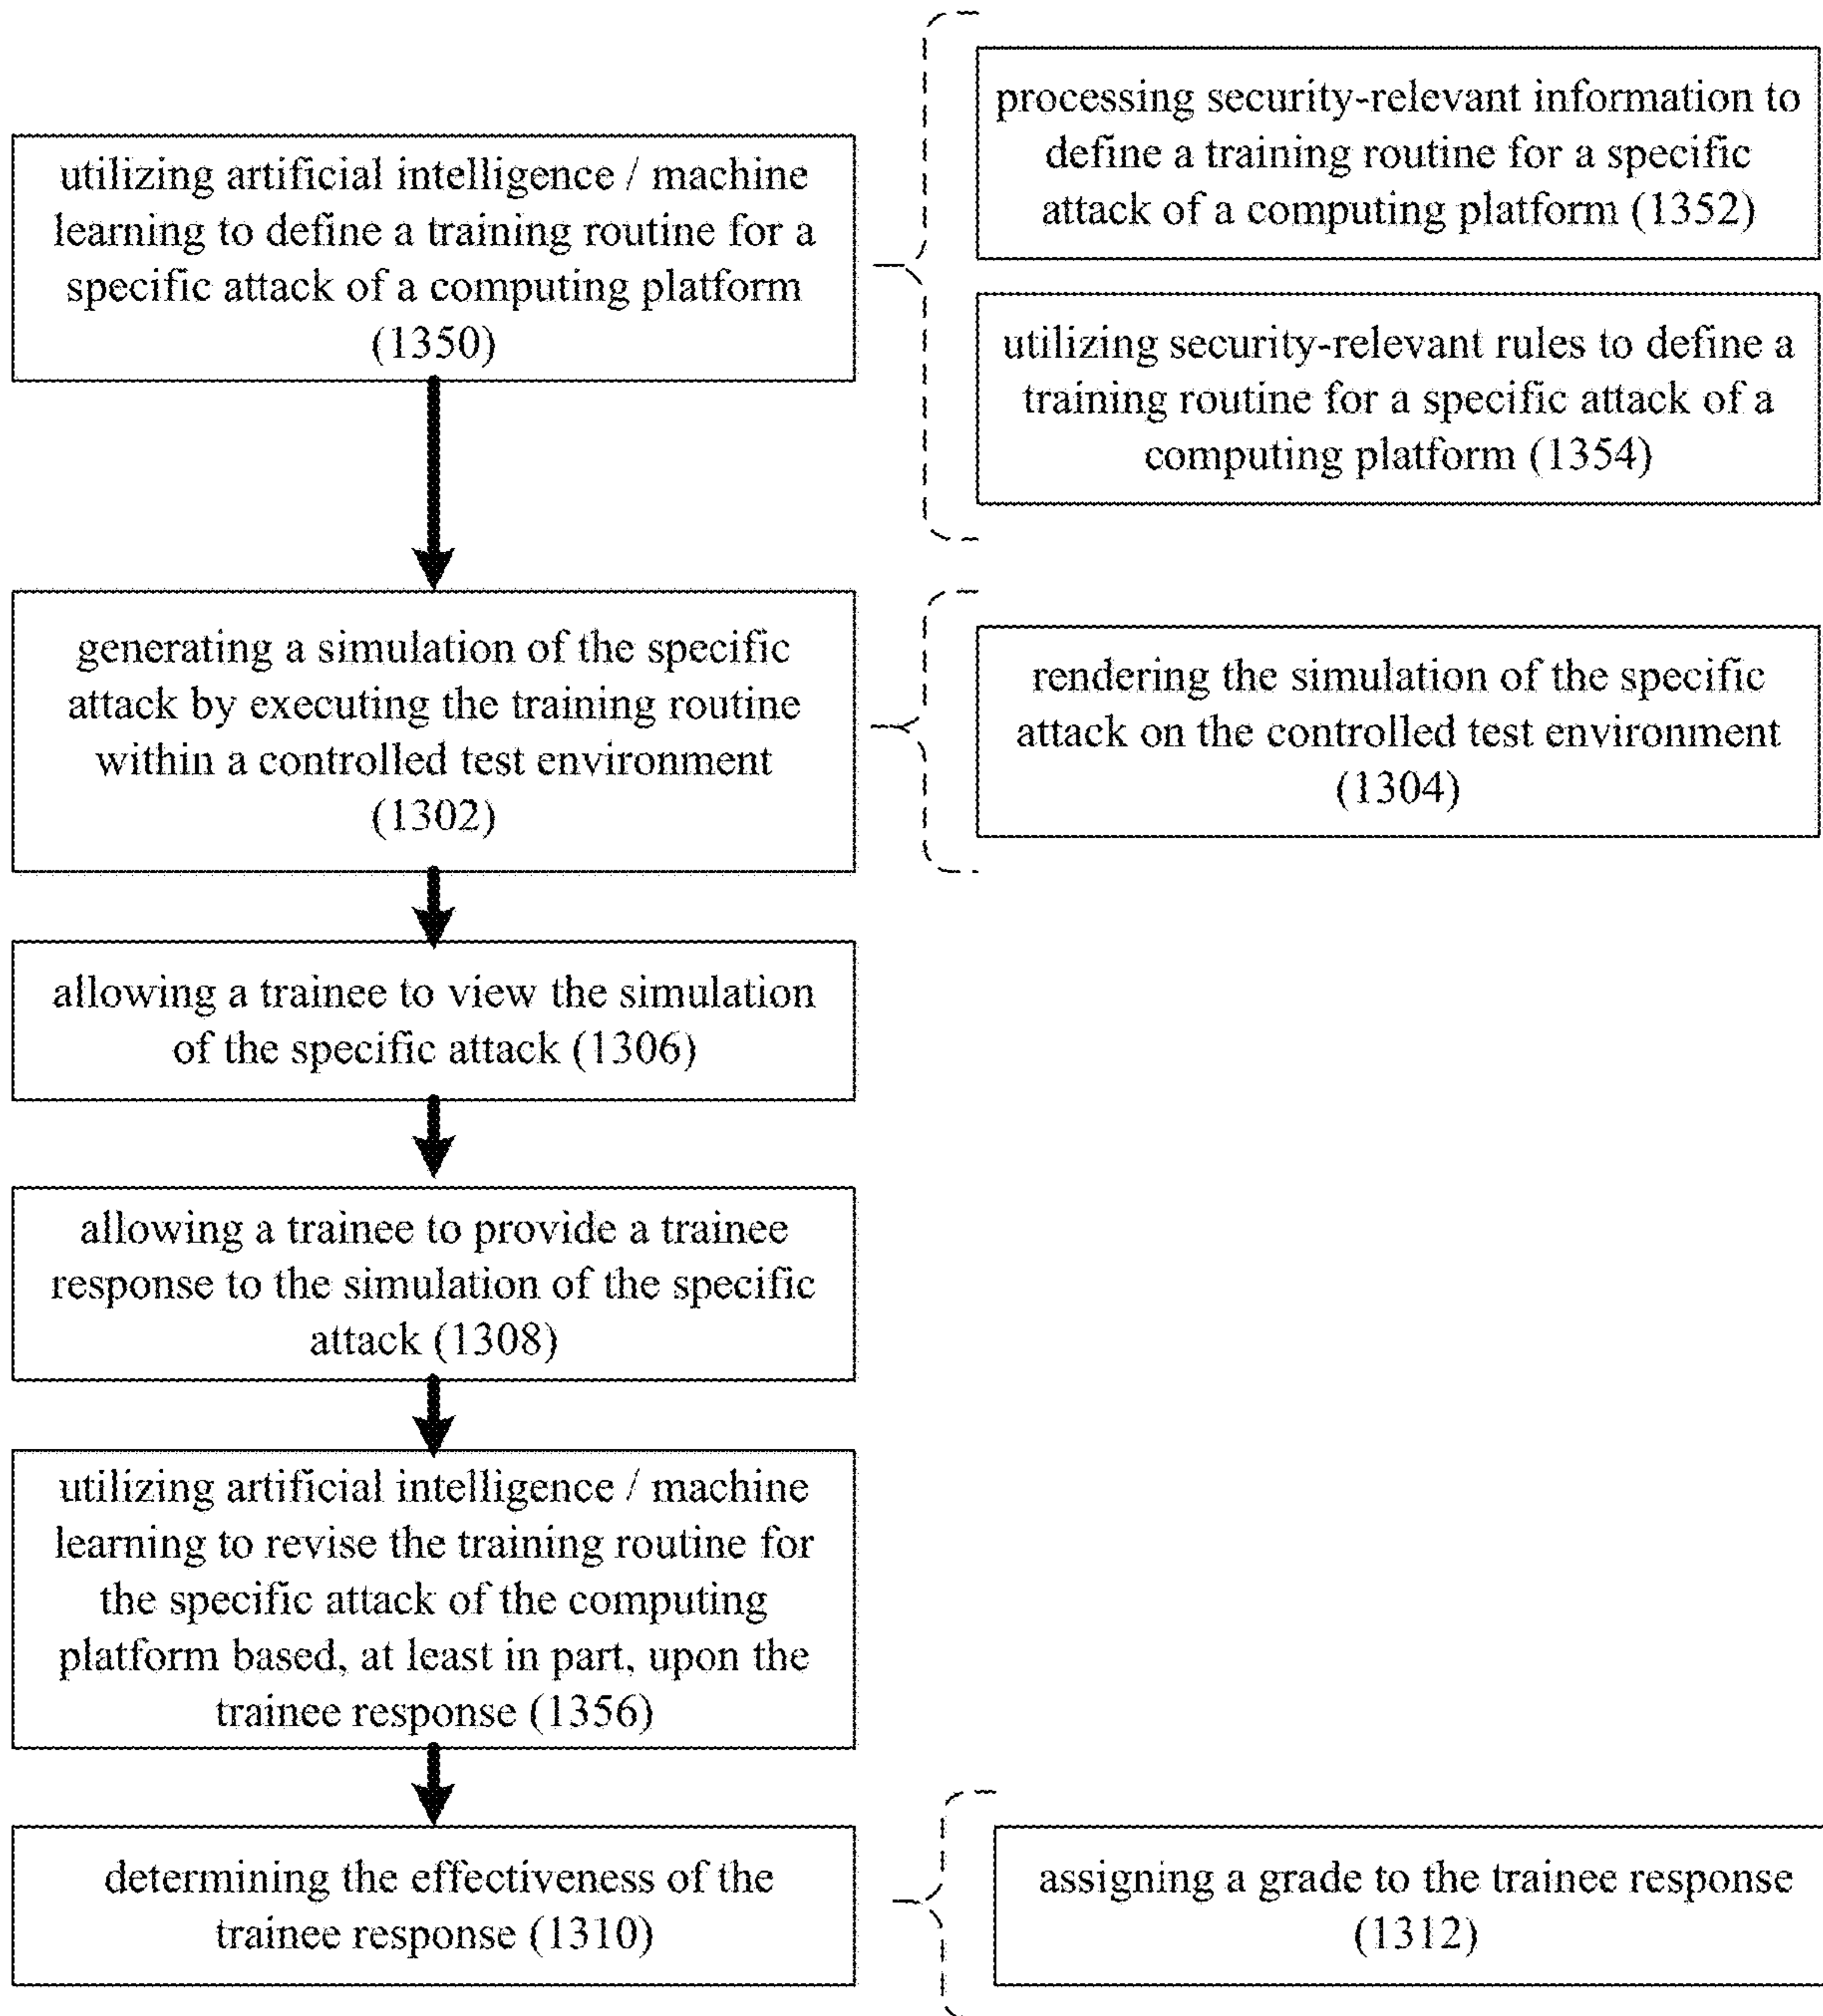 utilizing artificial intelligence / machine
learning to define a training routine for a
specific attack of a computing platform
(1350)
processing security-relevant information to
define a training routine for a specific
attack of a computing platform (1352)
utilizing security-relevant rules to define a
training routine for a specific attack of a
computing platform (1354)
generating a simulation of the specific
attack by executing the training routine
within a controlled test environment
(1302)
rendering the simulation of the specific
attack on the controlled test environment
(1304)
allowing a trainee to view the simulation
of the specific attack (1306)
allowing a trainee to provide a trainee
response to the simulation of the specific
attack (1308)
utilizing artificial intelligence / machine
learning to revise the training routine for
the specific attack of the computing
platform based, at least in part, upon the
trainee response (1356)
determining the effectiveness of the
trainee response (1310)
assigning a grade to the trainee response
(1312)